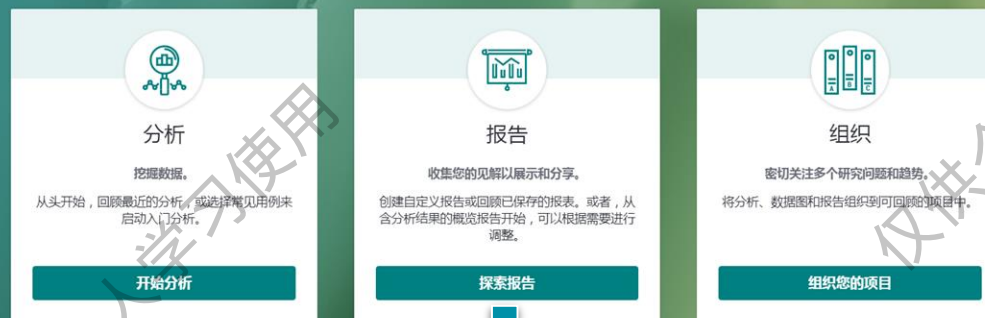 分析
挖掘数据。
从头开始，回顾最近的分析，或选择常见用例来
启动入门分析。
开始分析
报告
收集您的见解以展示和分享。
创建自定义报告或回顾已保存的报表。或者，从
含分析结果的概览报告开始，可以根据需要进行
调整。
探索报告
组织
密切关注多个研究问题和趋势。
将分析、数据图和报告组织到可回顾的项目中。
组织您的项目
A
B
C
人学习使用
仅供